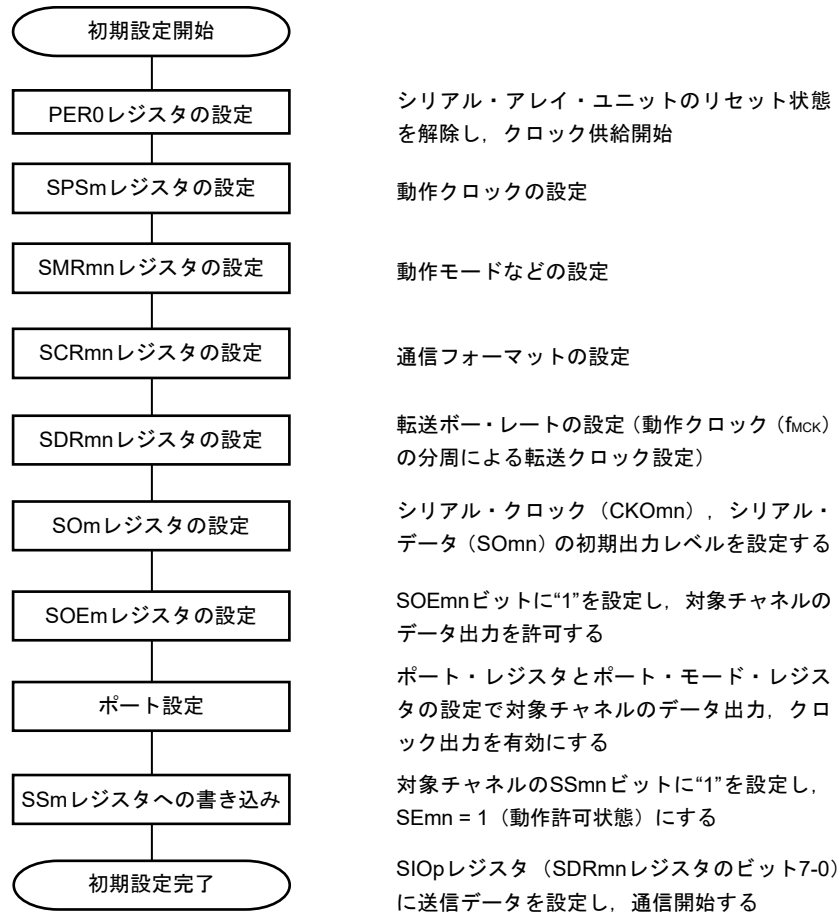 初期設定開始
PER0レジスタの設定
シリアル・アレイ・ユニットのリセット状態
を解除し，クロック供給開始
SPSmレジスタの設定
動作クロックの設定
SMRmnレジスタの設定
動作モードなどの設定
SCRmnレジスタの設定
通信フォーマットの設定
SDRmnレジスタの設定
転送ボー・レートの設定（動作クロック（fMCK）
の分周による転送クロック設定）
SOmレジスタの設定
シリアル・クロック（CKOmn），シリアル・
データ（SOmn）の初期出力レベルを設定する
SOEmレジスタの設定
SOEmnビットに“1”を設定し，対象チャネルの
データ出力を許可する
ポート設定
ポート・レジスタとポート・モード・レジス
タの設定で対象チャネルのデータ出力，クロ
ック出力を有効にする
SSmレジスタへの書き込み
対象チャネルのSSmnビットに“1”を設定し，
SEmn = 1（動作許可状態）にする
初期設定完了
SIOpレジスタ（SDRmnレジスタのビット7-0）
に送信データを設定し，通信開始する